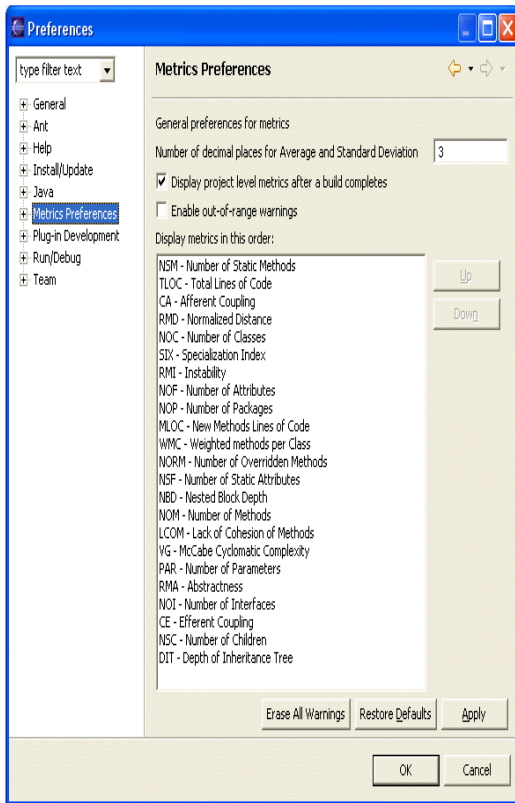 Preferences
type filter text
Metrics Preferences
General
Ant
Help
Install/Update
Java
Metrics Preferences
Plug-in Development
Run/Debug
Team
General preferences for metrics
Number of decimal places for Average and Standard Deviation 3
Display project level metrics after a build completes
Enable out-of-range warnings
Display metrics in this order:
NSM - Number of Static Methods
TLOC - Total Lines of Code
CA - Afferent Coupling
RMD - Normalized Distance
NOC - Number of Classes
SIX - Specialization Index
RMI - Instability
NOF - Number of Attributes
NOP - Number of Packages
MLOC - New Methods Lines of Code
WMC - Weighted methods per Class
NORM - Number of Overridden Methods
NSF - Number of Static Attributes
NBD - Nested Block Depth
NOM - Number of Methods
LCOM - Lack of Cohesion of Methods
VG - McCabe Cyclomatic Complexity
PAR - Number of Parameters
RMA - Abstractness
NOI - Number of Interfaces
CE - Efferent Coupling
NSC - Number of Children
DIT - Depth of Inheritance Tree
Up
Down
Erase All Warnings Restore Defaults Apply
OK Cancel